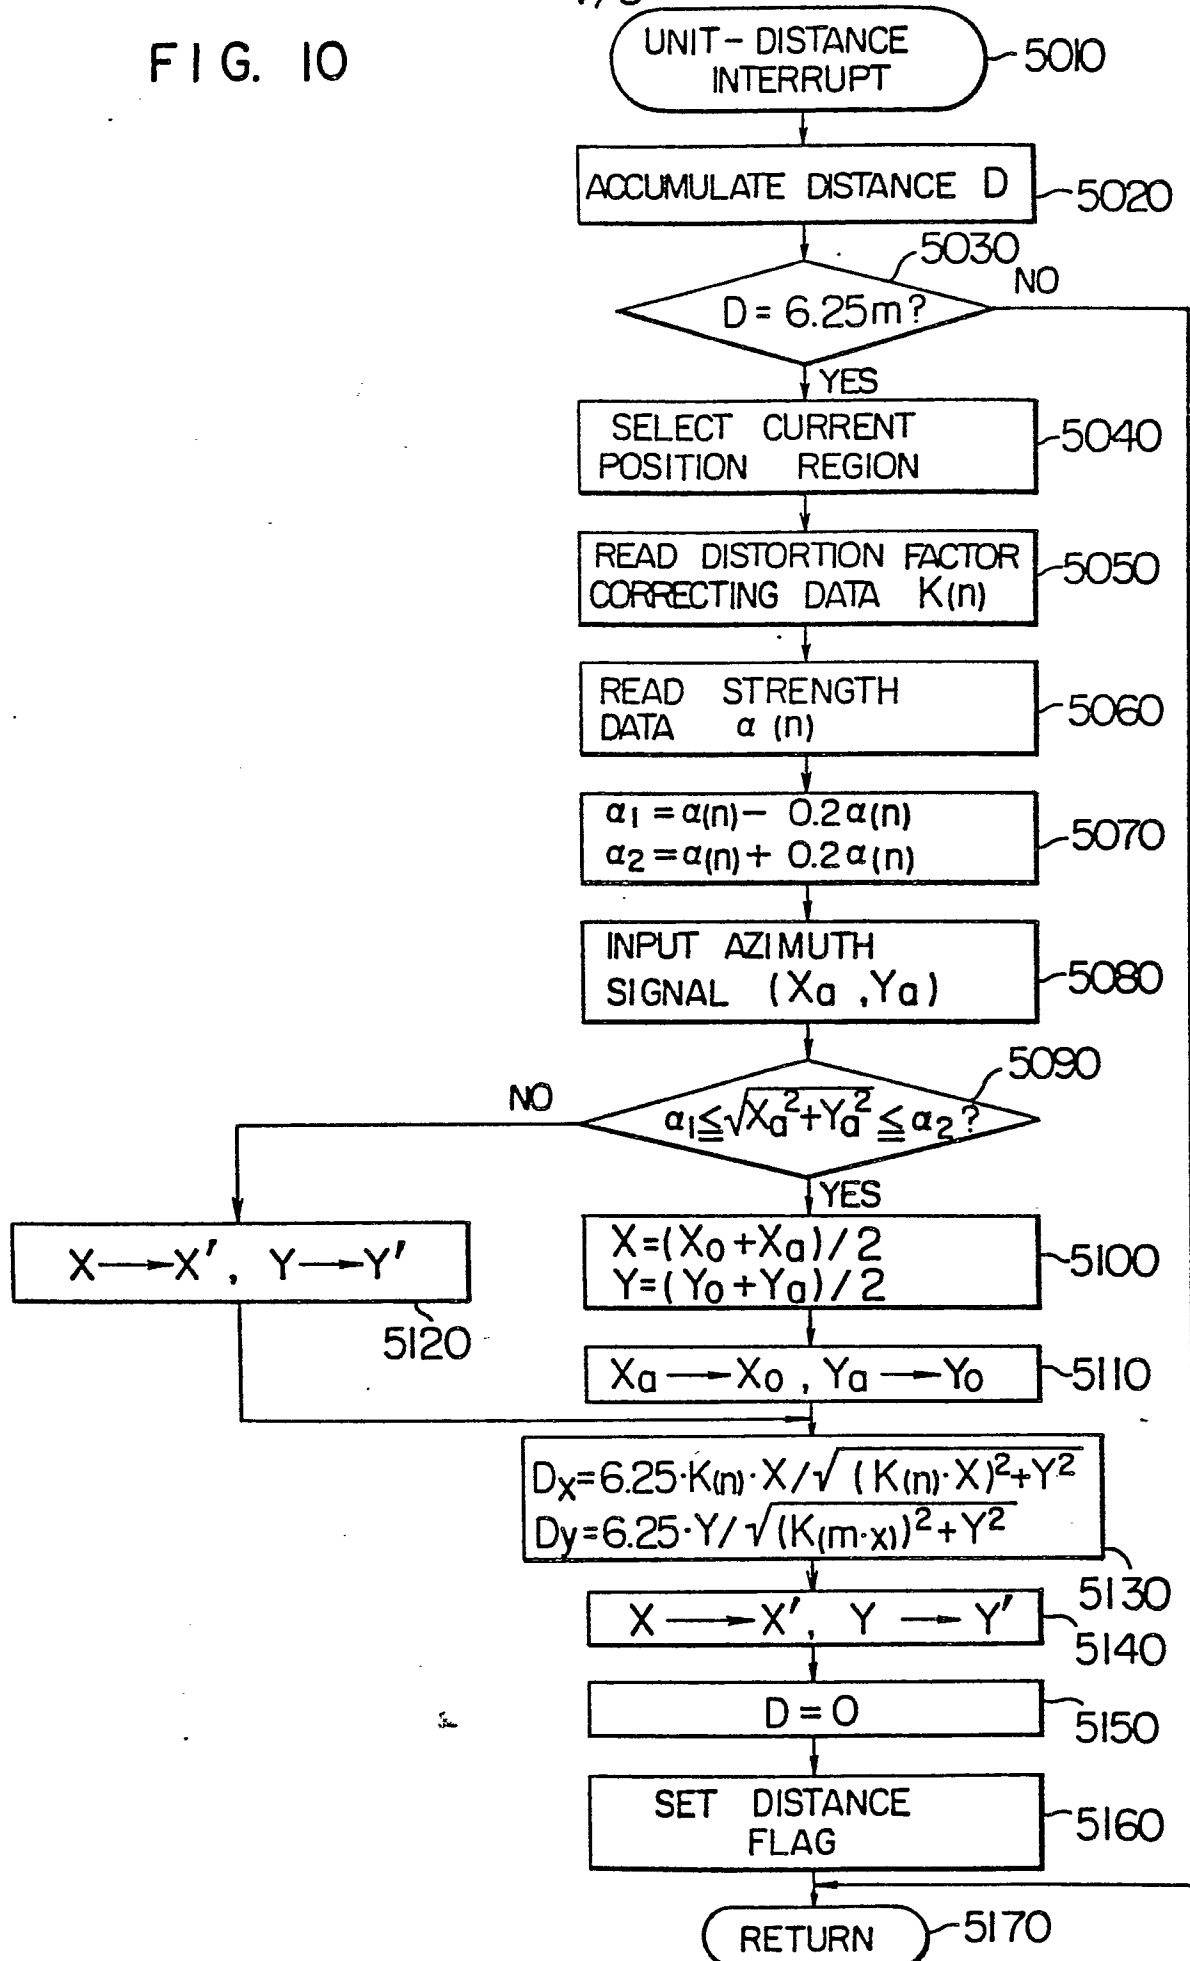 FIG. 10
UNIT-DISTANCE
INTERRUPT
5010
ACCUMULATE DISTANCE D
5020
5030
D = 6.25m?
NO
YES
SELECT CURRENT
POSITION REGION
5040
READ DISTORTION FACTOR
CORRECTING DATA K(n)
5050
READ STRENGTH
DATA α (n)
5060
α1 = α(n) − 0.2α(n)
α2 = α(n) + 0.2α(n)
5070
INPUT AZIMUTH
SIGNAL (Xa ,Ya)
5080
5090
α1 ≦ √Xa²+Ya² ≦ α2 ?
NO
YES
X=(Xo+Xa)/2
Y=(Yo+Ya)/2
5100
X→X′, Y→Y′
5120
Xa→Xo , Ya→Yo
5110
Dx=6.25·K(n)·X/√(K(n)·X)²+Y²
Dy=6.25·Y/√(K(m·x))²+Y²
5130
X→X′, Y→Y′
5140
D=0
5150
SET DISTANCE
FLAG
5160
RETURN
5170